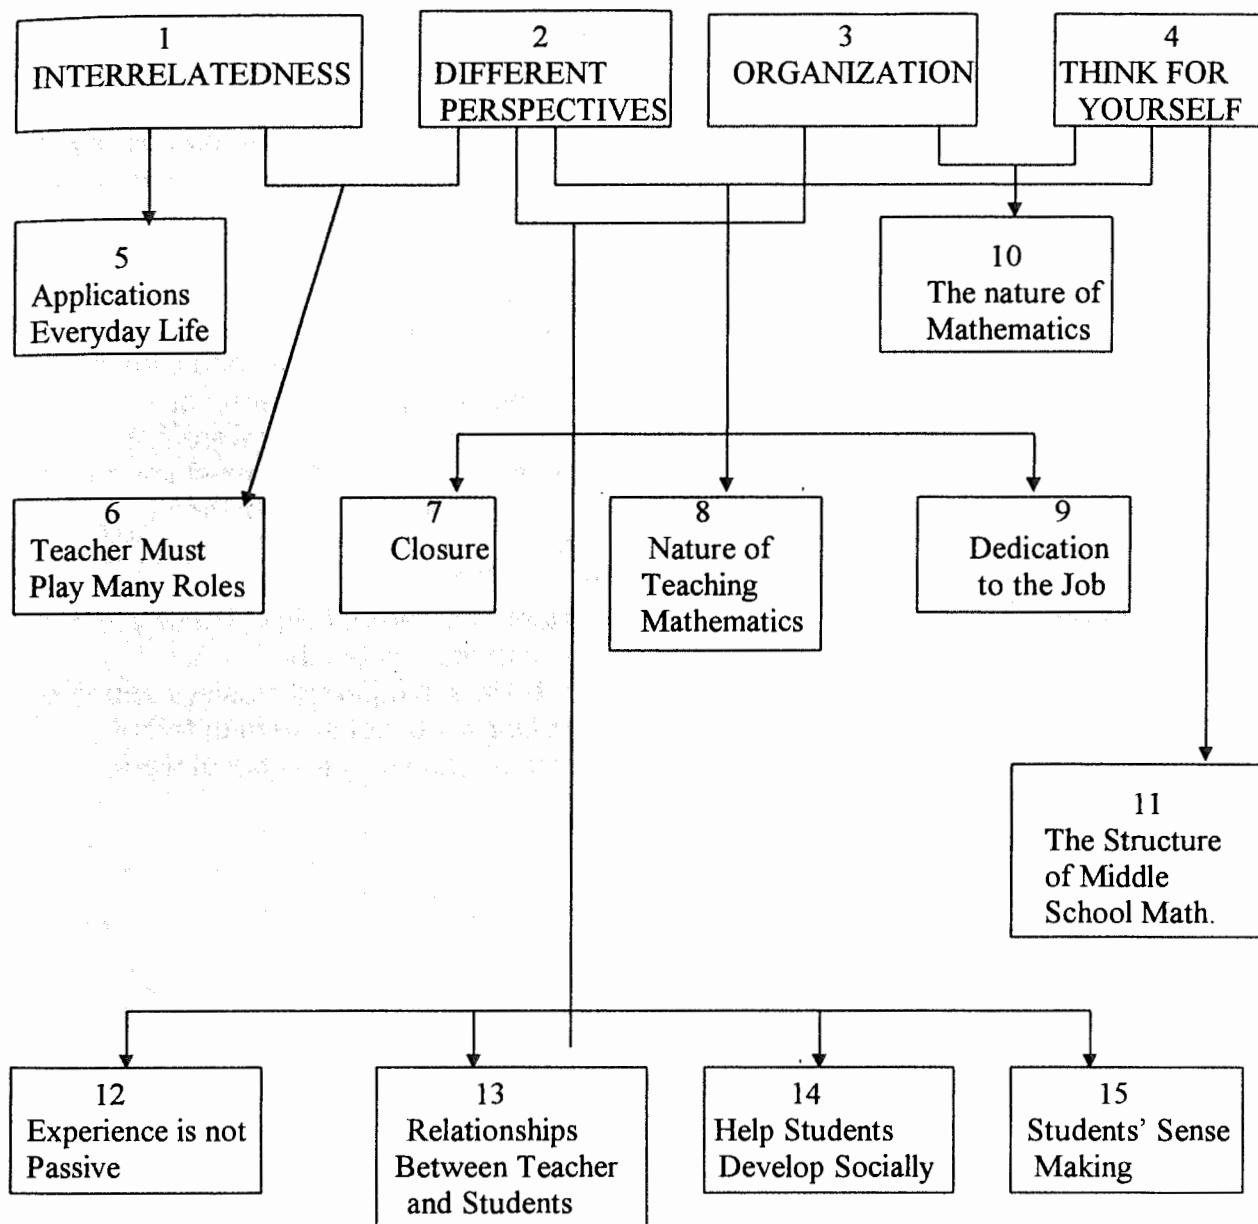 1
INTERRELATEDNESS
2
DIFFERENT
PERSPECTIVES
3
ORGANIZATION
4
THINK FOR
YOURSELF
5
Applications
Everyday Life
10
The nature of
Mathematics
6
Teacher Must
Play Many Roles
7
Closure
8
Nature of
Teaching
Mathematics
9
Dedication
to the Job
11
The Structure
of Middle
School Math.
12
Experience is not
Passive
13
Relationships
Between Teacher
and Students
14
Help Students
Develop Socially
15
Students' Sense
Making